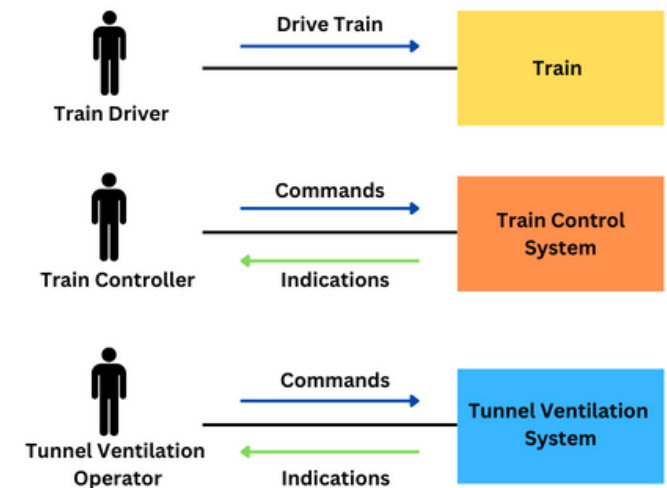 Drive Train
Train
Train Driver
Commands
Train Control
System
Train Controller
Indications
Commands
Tunnel Ventilation
System
Tunnel Ventilation
Operator
Indications